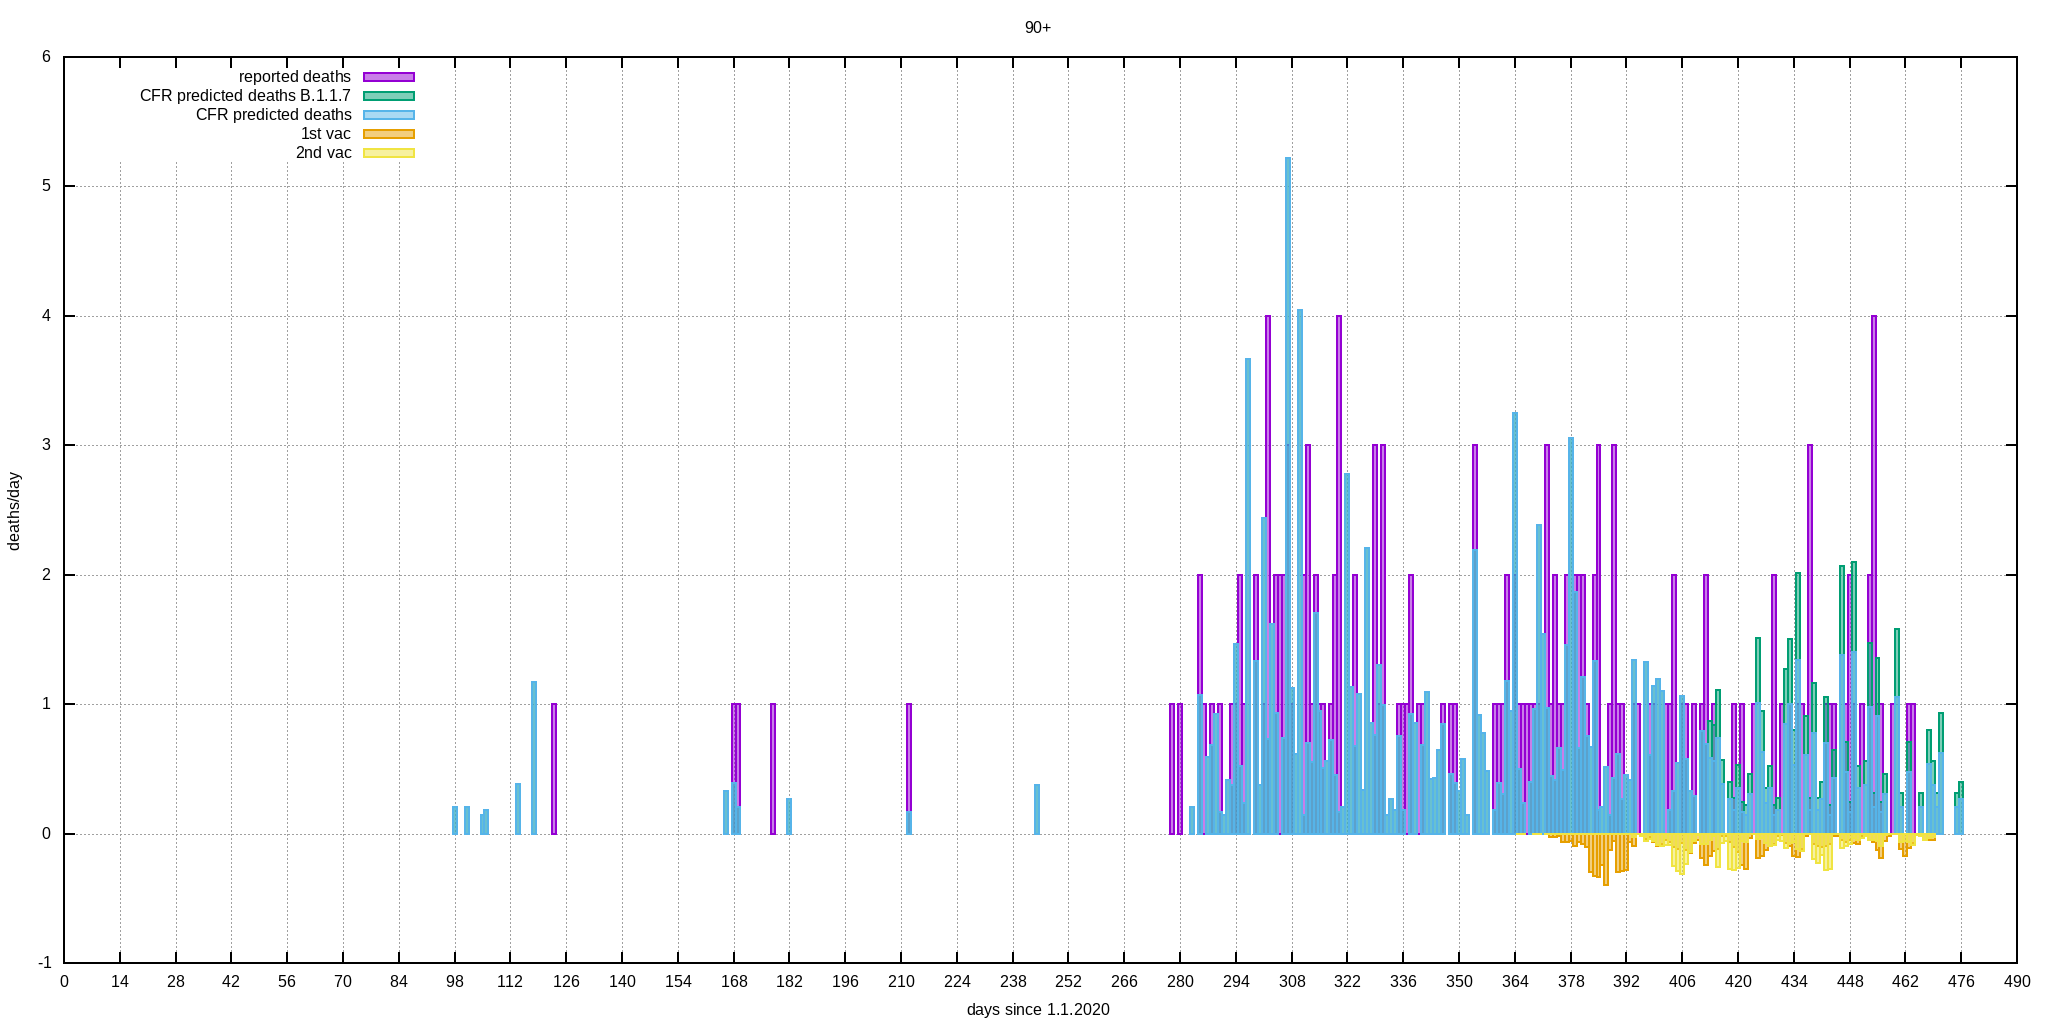 90+
6
reported deaths
CFR predicted deaths B.1.1.7
CFR predicted deaths
1st vac
2nd vac
5
4
3
2
1
0
-1
deaths/day
0 14 28 42 56 70 84 98 112 126 140 154 168 182 196 210 224 238 252 266 280 294 308 322 336 350 364 378 392 406 420 434 448 462 476 490
days since 1.1.2020